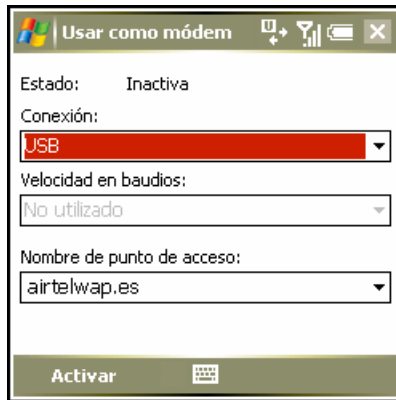 Usar como módem
Estado: Inactiva
Conexión:
USB
Velocidad en baudios:
No utilizado
Nombre de punto de acceso:
airtelwap.es
Activar